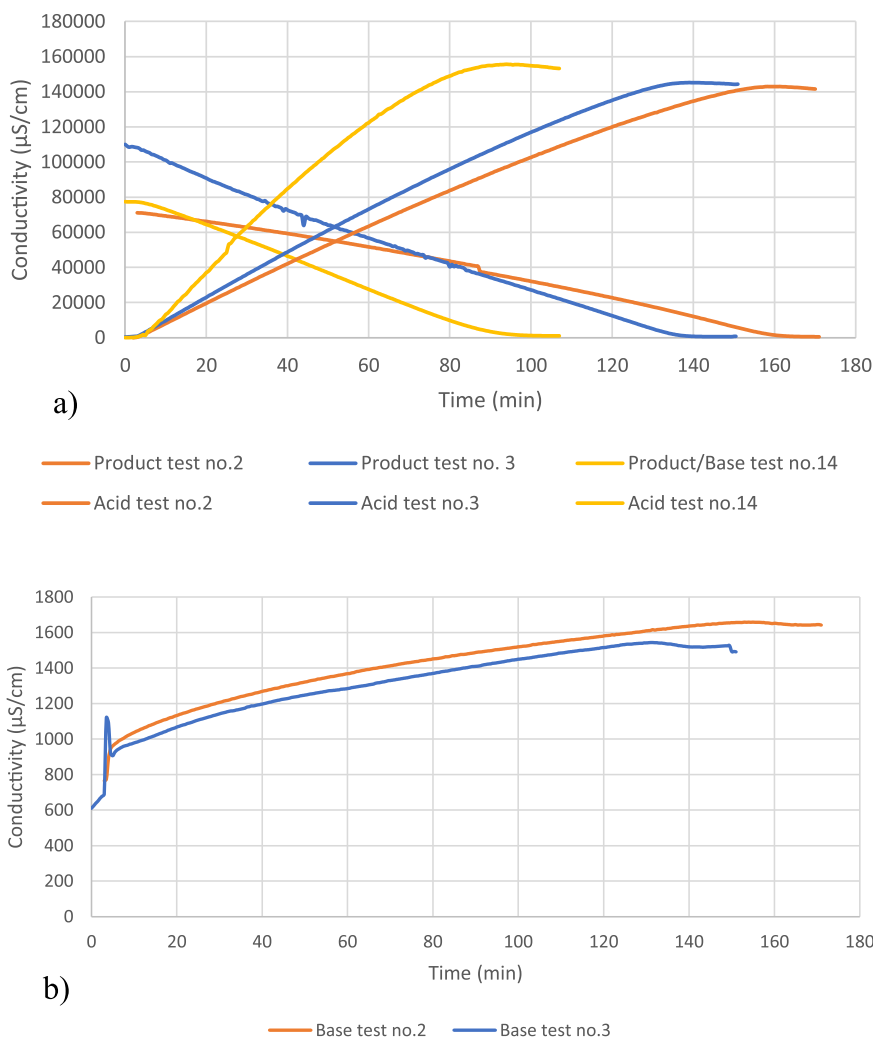 180000
160000
140000
120000
100000
80000
60000
40000
20000
0
Conductivity (µS/cm)
0 20 40 60 80 100 120 140 160 180
Time (min)
a)
Product test no.2 Product test no. 3 Product/Base test no.14
Acid test no.2 Acid test no.3 Acid test no.14
1800
1600
1400
1200
1000
800
600
400
200
0
Conductivity (µS/cm)
0 20 40 60 80 100 120 140 160 180
Time (min)
b)
Base test no.2 Base test no.3